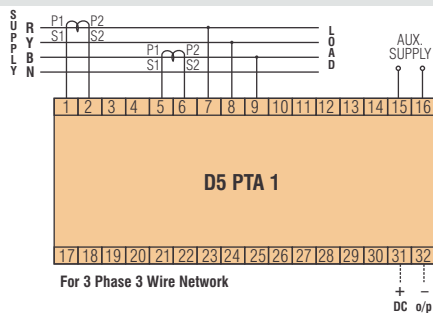 SUPPLY
R
Y
B
N
P1 P2
S1 S2
P1 P2
S1 S2
LOAD
AUX.
SUPPLY
1 2 3 4 5 6 7 8 9 10 11 12 13 14 15 16
D5 PTA 1
17 18 19 20 21 22 23 24 25 26 27 28 29 30 31 32
For 3 Phase 3 Wire Network
+ −
DC o/p